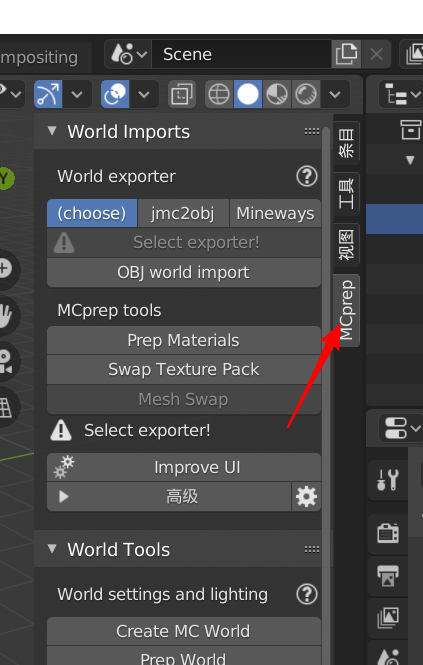 mpositing
Scene
World Imports
World exporter
(choose)
jmc2obj
Mineways
Select exporter!
OBJ world import
MCprep tools
Prep Materials
Swap Texture Pack
Mesh Swap
Select exporter!
Improve UI
高级
World Tools
World settings and lighting
Create MC World
Prep World
条目
工具
视图
MCprep
Y